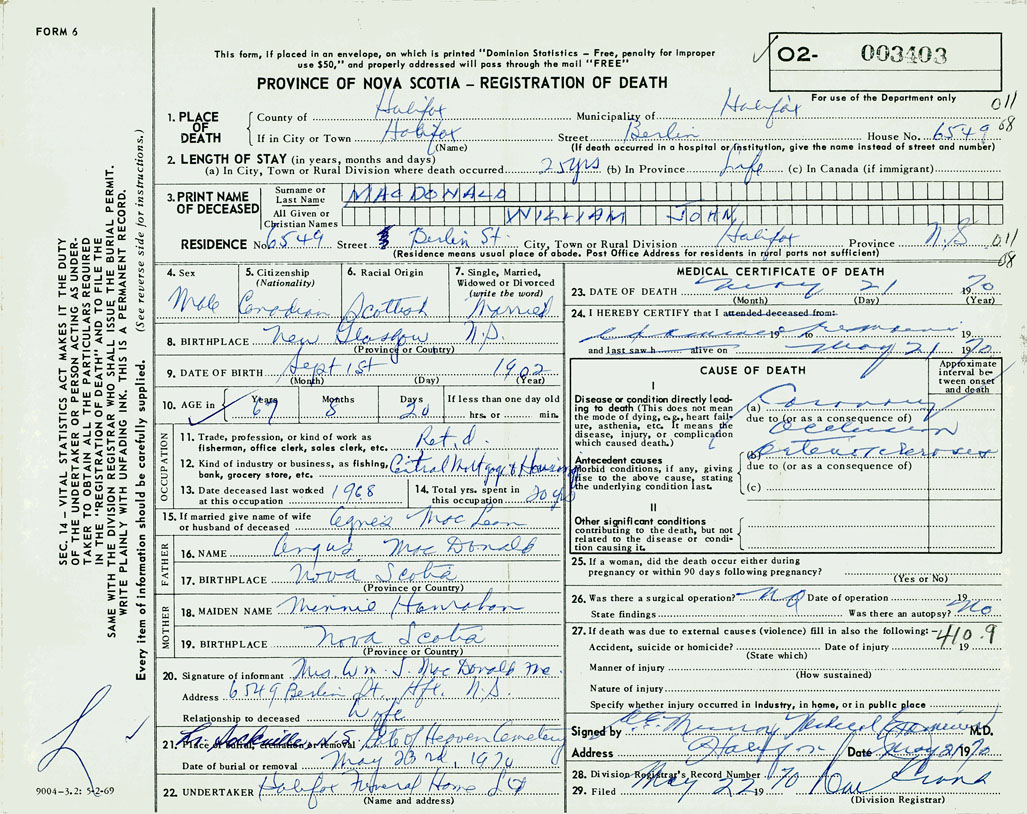 FORM 6
This form, if placed in an envelope, on which is printed "Dominion Statistics – Free, penalty for improper
use $50," and properly addressed will pass through the mail "FREE"
PROVINCE OF NOVA SCOTIA – REGISTRATION OF DEATH
02- 003403
For use of the Department only
011
08
1. PLACE OF DEATH
County of Halifax Municipality of Halifax
If in City or Town Halifax Street Berlin House No. 6549
(Name) (If death occurred in a hospital or institution, give the name instead of street and number)
2. LENGTH OF STAY (in years, months and days)
(a) In City, Town or Rural Division where death occurred 25 yrs (b) In Province Life (c) In Canada (if immigrant)
3. PRINT NAME OF DECEASED
Surname or Last Name MACDONALD
All Given or Christian Names WILLIAM JOHN
RESIDENCE No. 6549 Street Berlin St. City, Town or Rural Division Halifax Province N.S
(Residence means usual place of abode. Post Office Address for residents in rural parts not sufficient)
011
08
4. Sex Male
5. Citizenship (Nationality) Canadian
6. Racial Origin Scottish
7. Single, Married, Widowed or Divorced (write the word) Married
8. BIRTHPLACE New Glasgow N.S.
(Province or Country)
9. DATE OF BIRTH Sept 1st 1902
(Month) (Day) (Year)
10. AGE in Years 67 Months 8 Days 20 If less than one day old hrs. or min.
OCCUPATION
11. Trade, profession, or kind of work as fisherman, office clerk, sales clerk, etc. Ret'd.
12. Kind of industry or business, as fishing, bank, grocery store, etc. Central Mortgage & Housing
13. Date deceased last worked at this occupation 1968
14. Total yrs. spent in this occupation 20 yrs
15. If married give name of wife or husband of deceased Agnes MacLean
FATHER
16. NAME Angus MacDonald
17. BIRTHPLACE Nova Scotia
(Province or Country)
MOTHER
18. MAIDEN NAME Minnie Hanrahan
19. BIRTHPLACE Nova Scotia
(Province or Country)
20. Signature of informant Mrs. Wm. J. MacDonald
Address 6549 Berlin St. Hfx. N.S.
Relationship to deceased Wife
21. Place of burial, cremation or removal Sackville N.S. Gate of Heaven Cemetery
Date of burial or removal May 23rd, 1970
22. UNDERTAKER Halifax Funeral Home Ltd
(Name and address)
MEDICAL CERTIFICATE OF DEATH
23. DATE OF DEATH May 21 1970
(Month) (Day) (Year)
24. I HEREBY CERTIFY that I attended deceased from:
19 to 19
and last saw h alive on May 21 1970
CAUSE OF DEATH
Approximate interval between onset and death
I
Disease or condition directly leading to death (This does not mean the mode of dying, e.g., heart failure, asthenia, etc. It means the disease, injury, or complication which caused death.)
(a) Coronary
due to (or as a consequence of)
Occlusion
Antecedent causes
Morbid conditions, if any, giving rise to the above cause, stating the underlying condition last.
(b) arteriosclerosis
due to (or as a consequence of)
(c)
II
Other significant conditions
contributing to the death, but not related to the disease or condition causing it.
25. If a woman, did the death occur either during pregnancy or within 90 days following pregnancy?
(Yes or No)
26. Was there a surgical operation? NO Date of operation 19
State findings Was there an autopsy? No
27. If death was due to external causes (violence) fill in also the following: -410.9
Accident, suicide or homicide? Date of injury 19
(State which)
Manner of injury
(How sustained)
Nature of injury
Specify whether injury occurred in industry, in home, or in public place
Signed by Munroy Medical Examiner M.D.
Address Halifax Date May 21 1970
28. Division Registrar's Record Number
29. Filed May 22 1970
(Division Registrar)
SEC. 14 – VITAL STATISTICS ACT MAKES IT THE DUTY
OF THE UNDERTAKER OR PERSON ACTING AS UNDER-
TAKER TO OBTAIN ALL THE PARTICULARS REQUIRED
IN THE "REGISTRATION OF DEATH" AND TO FILE THE
SAME WITH THE DIVISION REGISTRAR WHO SHALL ISSUE THE BURIAL PERMIT.
WRITE PLAINLY WITH UNFADING INK. THIS IS A PERMANENT RECORD.
Every item of information should be carefully supplied. (See reverse side for instructions.)
9004-3.2: 5-2-69